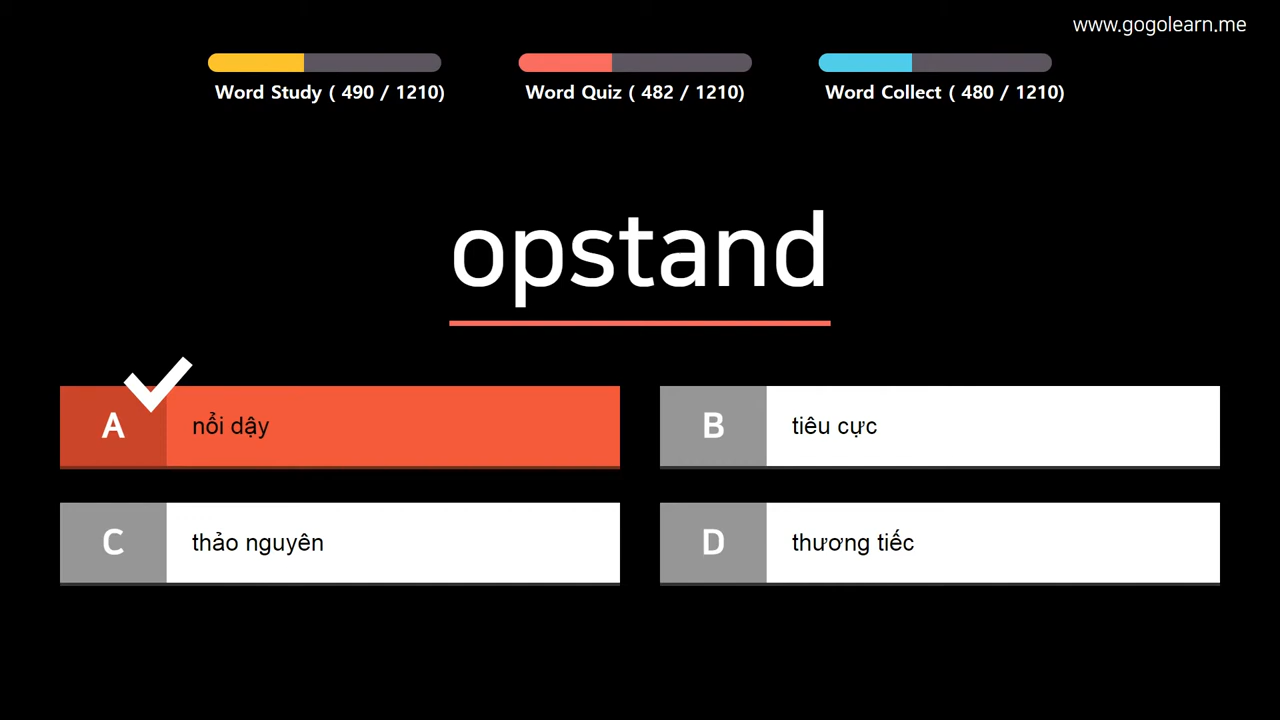 www.gogolearn.me
Word Study ( 490 / 1210)
Word Quiz ( 482 / 1210)
Word Collect ( 480 / 1210)
opstand
A nổi dậy
B tiêu cực
C thảo nguyên
D thương tiếc